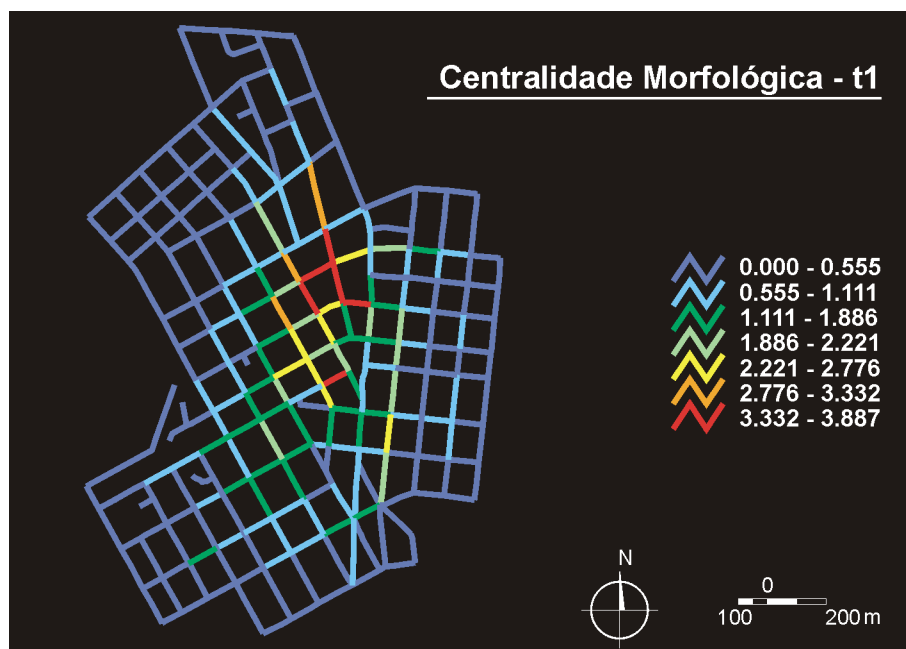 Centralidade Morfológica - t1
0.000 - 0.555
0.555 - 1.111
1.111 - 1.886
1.886 - 2.221
2.221 - 2.776
2.776 - 3.332
3.332 - 3.887
N
0
100 200 m